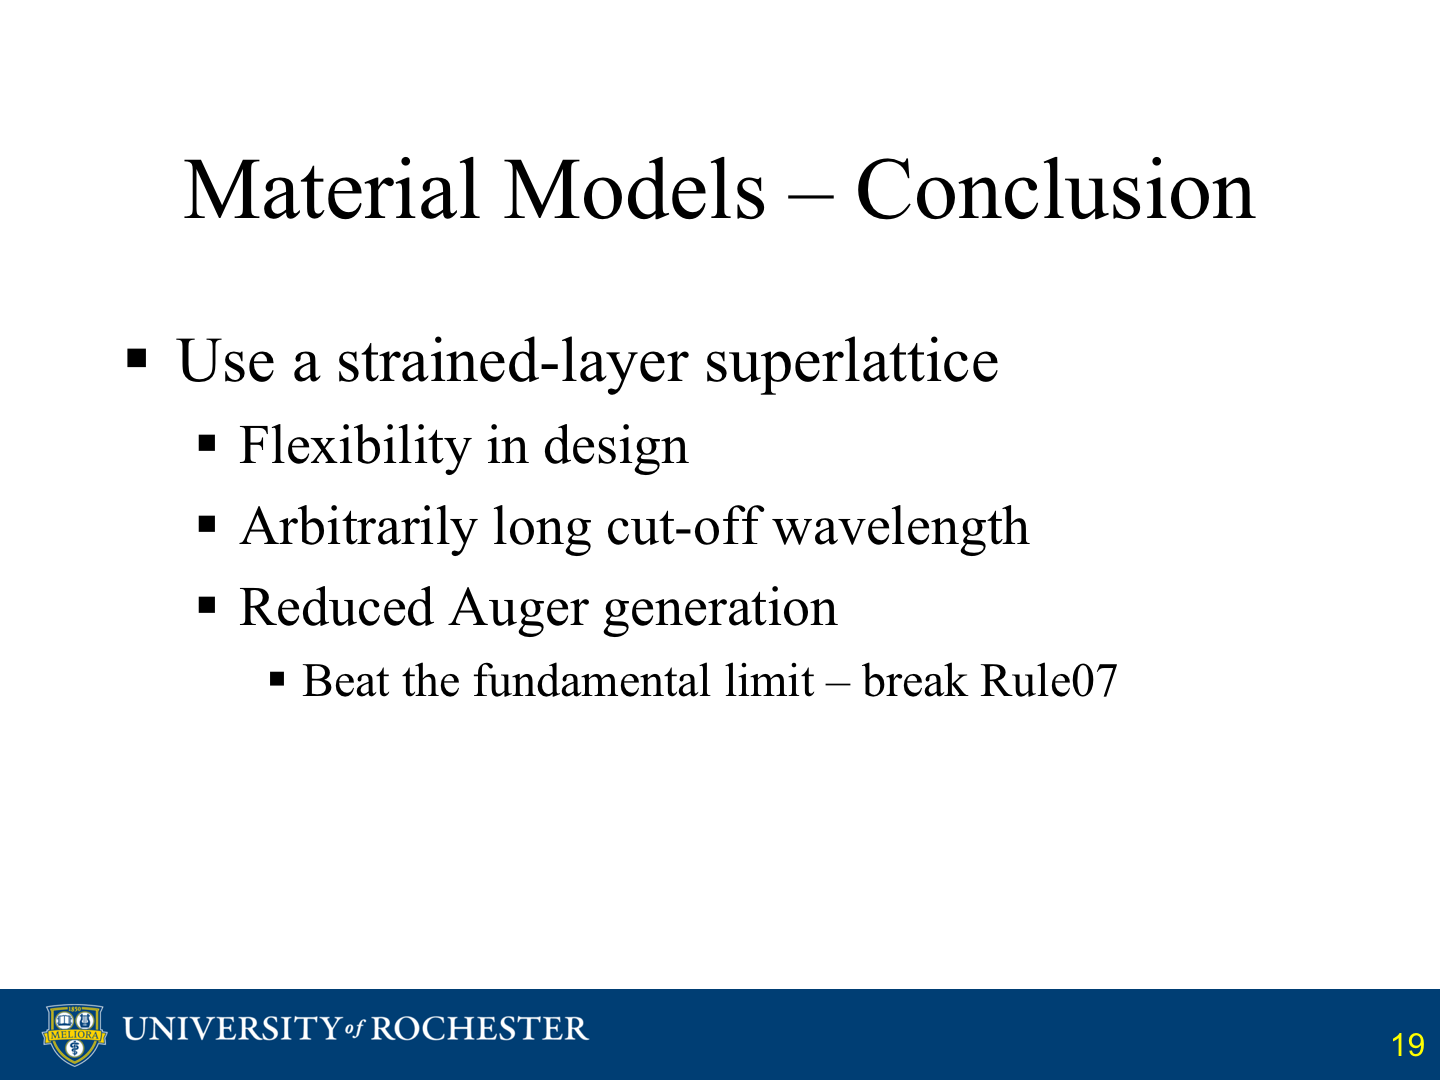 Material Models – Conclusion
▪ Use a strained-layer superlattice
▪ Flexibility in design
▪ Arbitrarily long cut-off wavelength
▪ Reduced Auger generation
▪ Beat the fundamental limit – break Rule07
1850
MELIORA
UNIVERSITY of ROCHESTER
19